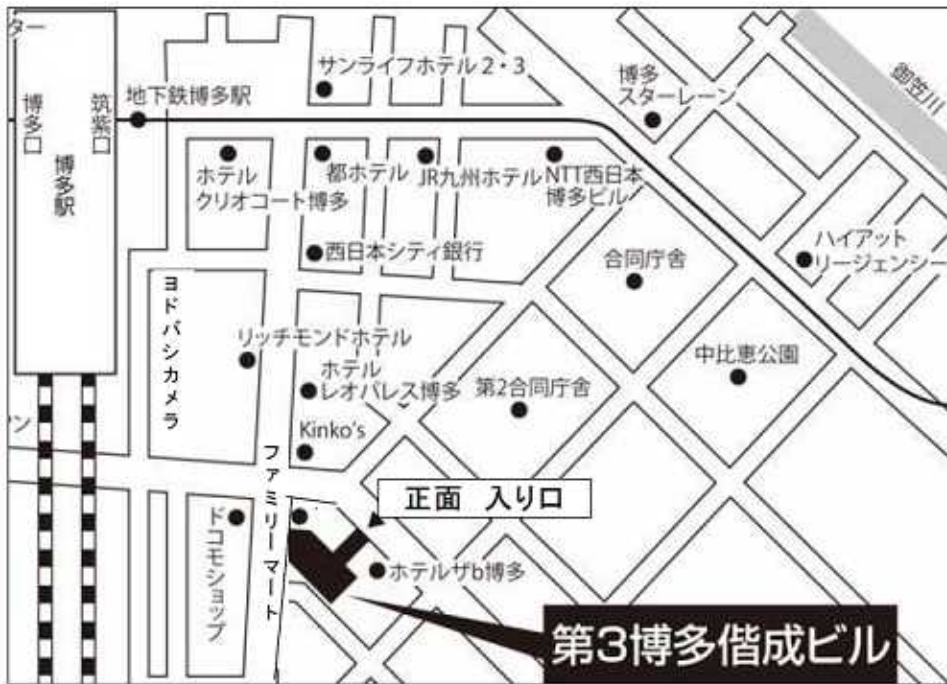 ター
博多口
筑紫口
博多駅
地下鉄博多駅
サンライフホテル2・3
博多
スターレーン
御笠川
ホテル
クリオコート博多
都ホテル
JR九州ホテル
NTT西日本
博多ビル
西日本シティ銀行
合同庁舎
ハイアット
リージェンシー
ヨドバシカメラ
リッチモンドホテル
ホテル
レオパレス博多
第2合同庁舎
中比恵公園
Kinko's
ン
ファミリーマート
ドコモショップ
正面 入り口
ホテルザb博多
第3博多偕成ビル